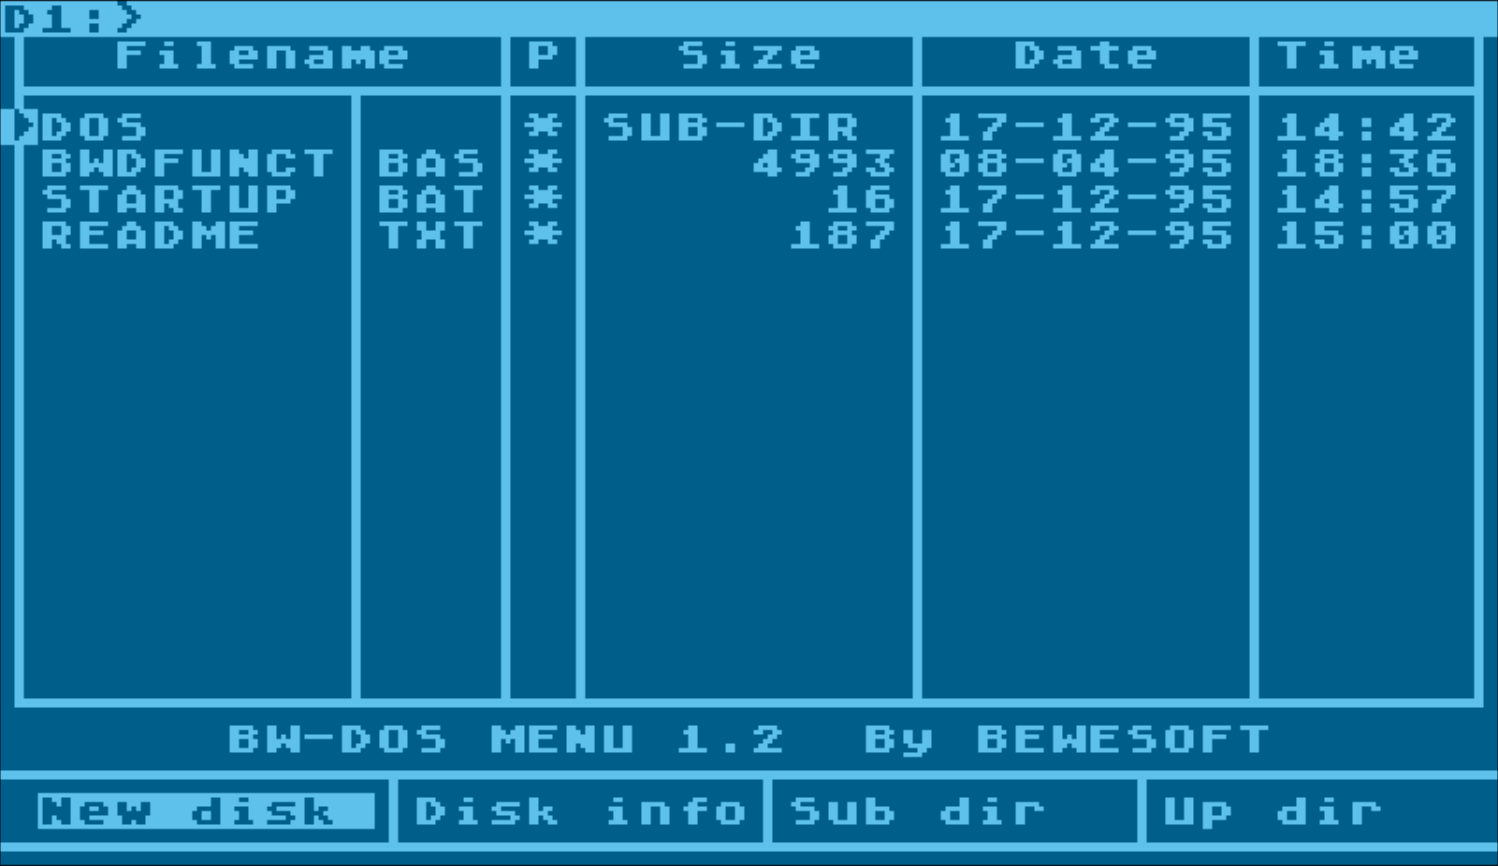 D1:>
Filename P Size Date Time
DOS * SUB-DIR 17-12-95 14:42
BWDFUNCT BAS * 4993 08-04-95 18:36
STARTUP BAT * 16 17-12-95 14:57
README TXT * 187 17-12-95 15:00
BW-DOS MENU 1.2 By BEWESOFT
New disk Disk info Sub dir Up dir